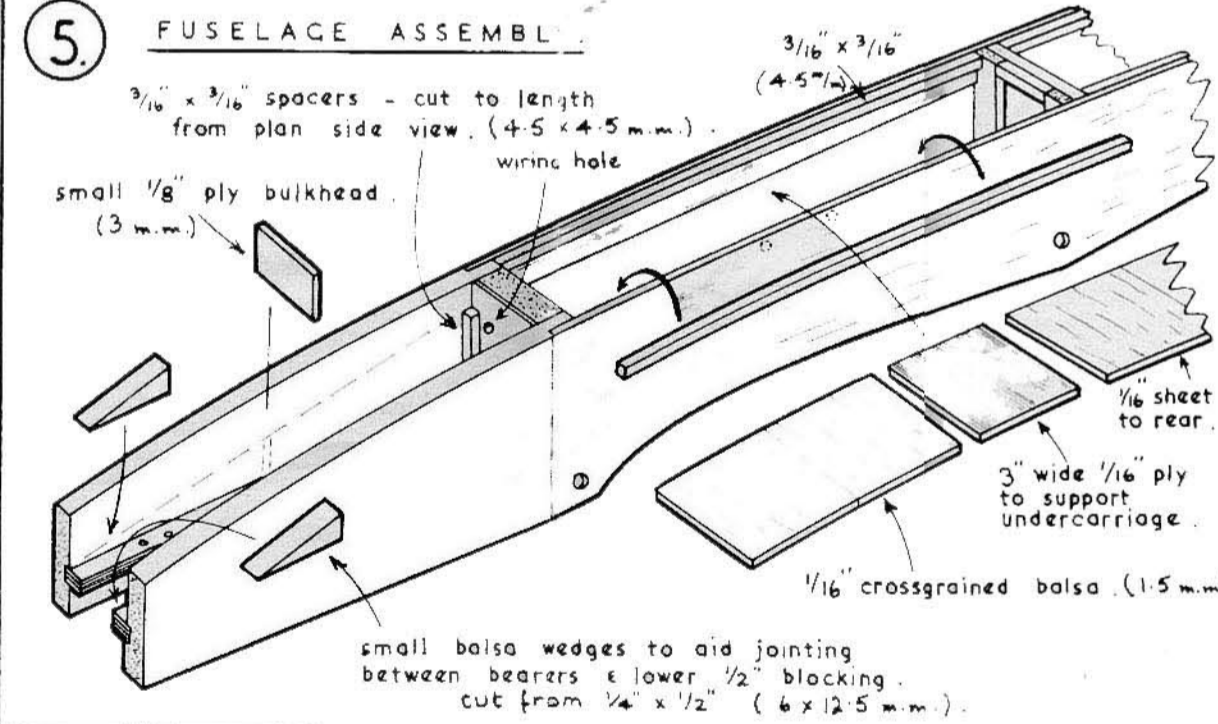 5.
FUSELAGE ASSEMBL
3/16" x 3/16" spacers - cut to length
from plan side view. (4·5 x 4·5 m.m.).
wiring hole
small 1/8" ply bulkhead
(3 m.m.)
3/16" x 3/16"
(4·5 m/m)
1/16" sheet
to rear.
3" wide 1/16" ply
to support
undercarriage.
1/16" crossgrained balsa. (1·5 m.m
small balsa wedges to aid jointing
between bearers & lower 1/2" blocking.
cut from 1/4" x 1/2" (6 x 12·5 m.m.).